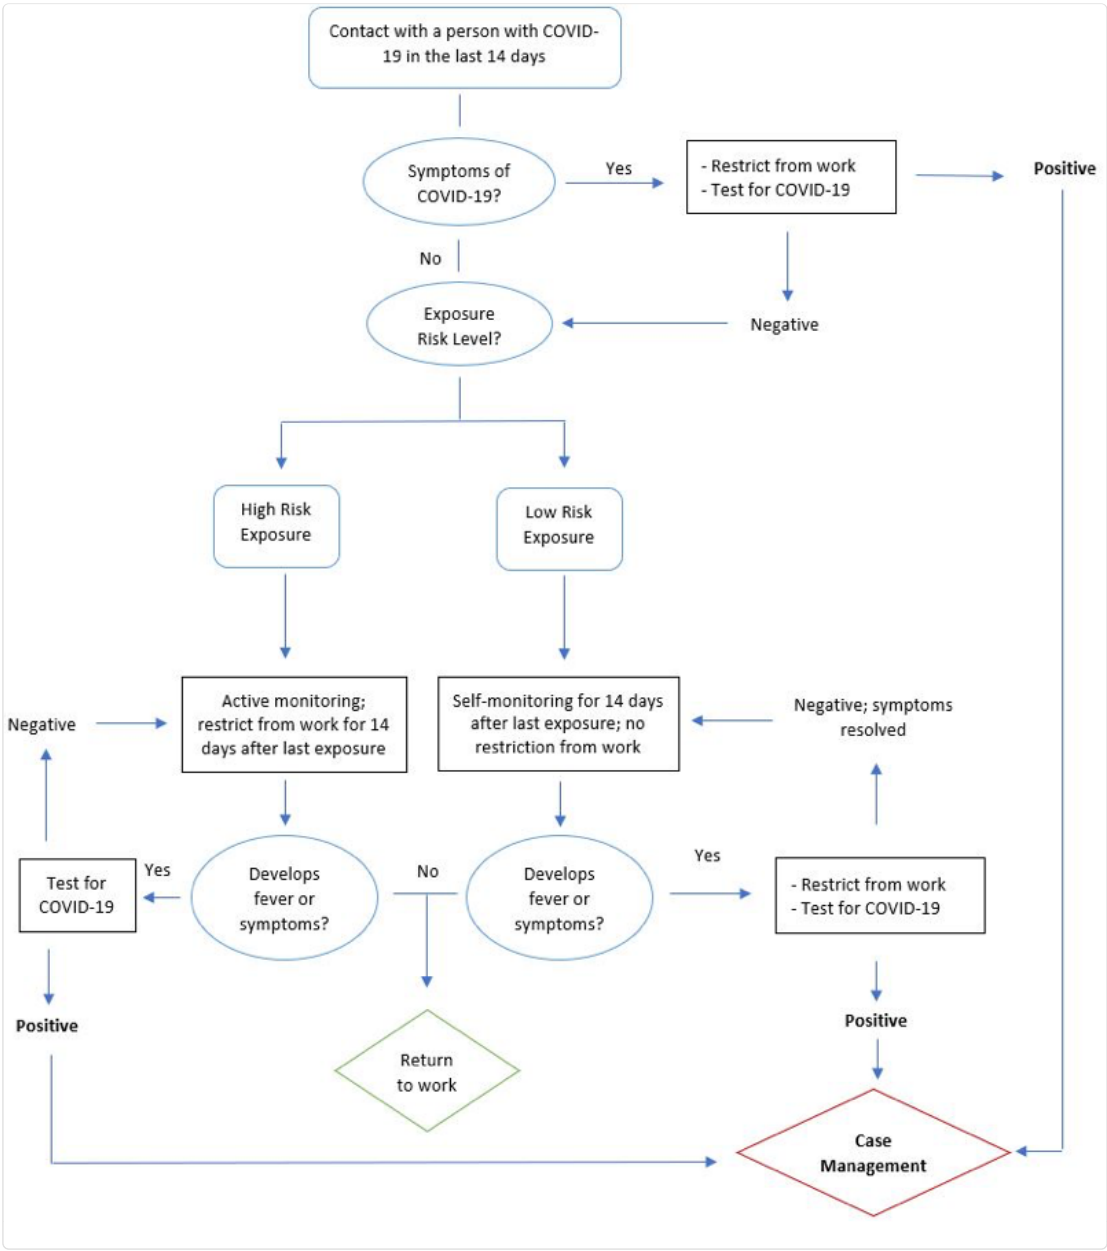 Contact with a person with COVID-
19 in the last 14 days
Symptoms of
COVID-19?
Yes
- Restrict from work
- Test for COVID-19
Positive
No
Exposure
Risk Level?
Negative
High Risk
Exposure
Low Risk
Exposure
Negative
Active monitoring;
restrict from work for 14
days after last exposure
Self-monitoring for 14 days
after last exposure; no
restriction from work
Negative; symptoms
resolved
Test for
COVID-19
Yes
Develops
fever or
symptoms?
No
Develops
fever or
symptoms?
Yes
- Restrict from work
- Test for COVID-19
Positive
Return
to work
Positive
Case
Management